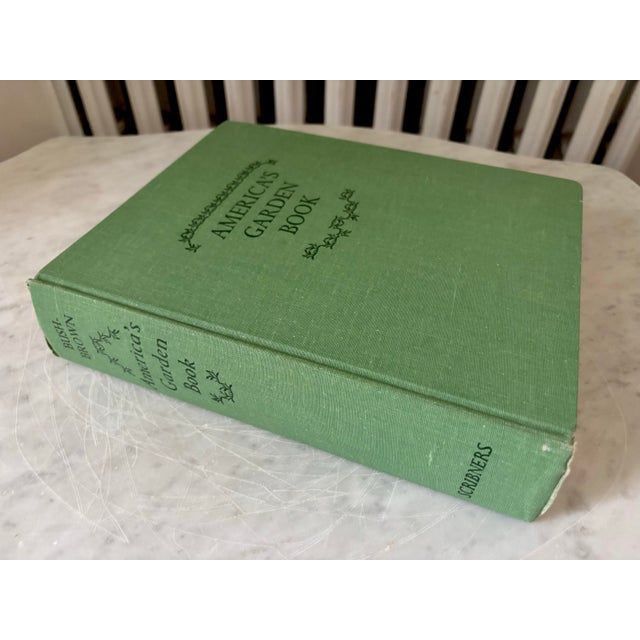 AMERICA'S
GARDEN
BOOK
BUSH-
BROWN
America's
Garden
Book
SCRIBNERS